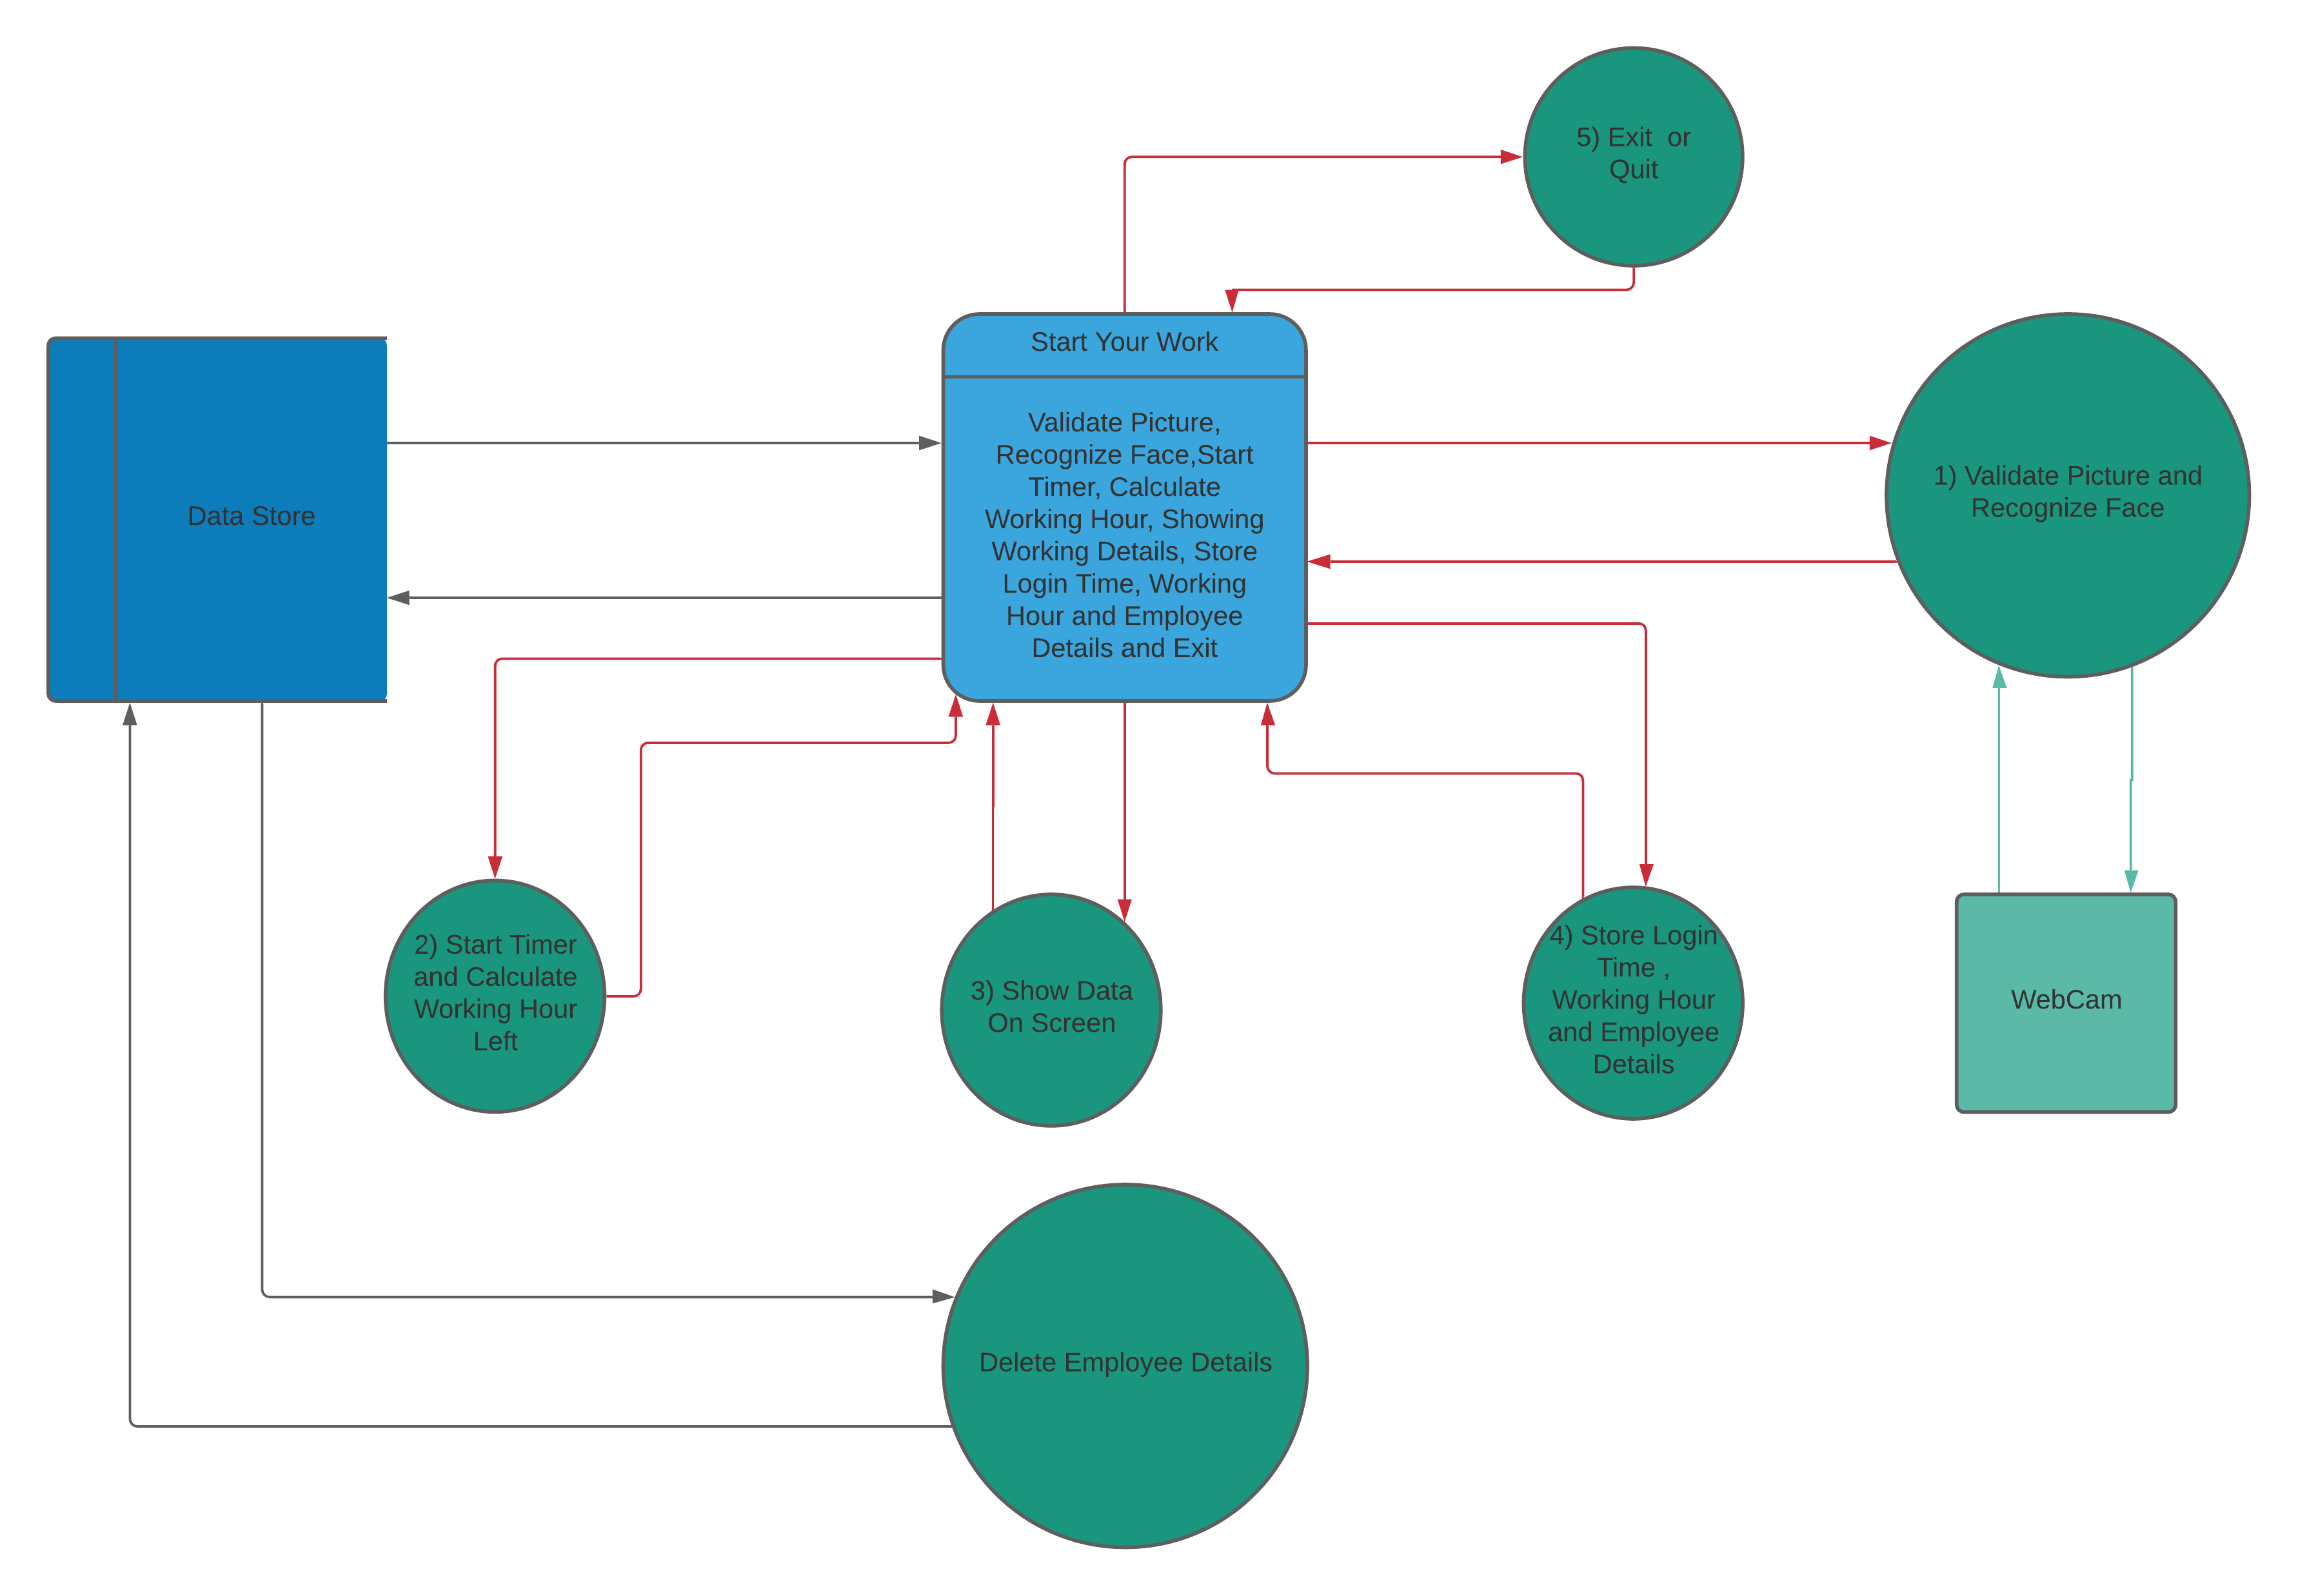 5) Exit  or
Quit
Start Your Work
Validate Picture,
Recognize Face,Start
Timer, Calculate
Working Hour, Showing
Working Details, Store
Login Time, Working
Hour and Employee
Details and Exit
Data Store
1) Validate Picture and
Recognize Face
2) Start Timer
and Calculate
Working Hour
Left
3) Show Data
On Screen
4) Store Login
Time ,
Working Hour
and Employee
Details
WebCam
Delete Employee Details